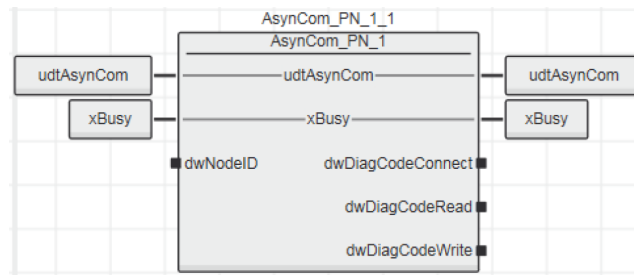 AsynCom_PN_1_1
AsynCom_PN_1
udtAsynCom udtAsynCom udtAsynCom
xBusy xBusy xBusy
dwNodeID dwDiagCodeConnect
dwDiagCodeRead
dwDiagCodeWrite